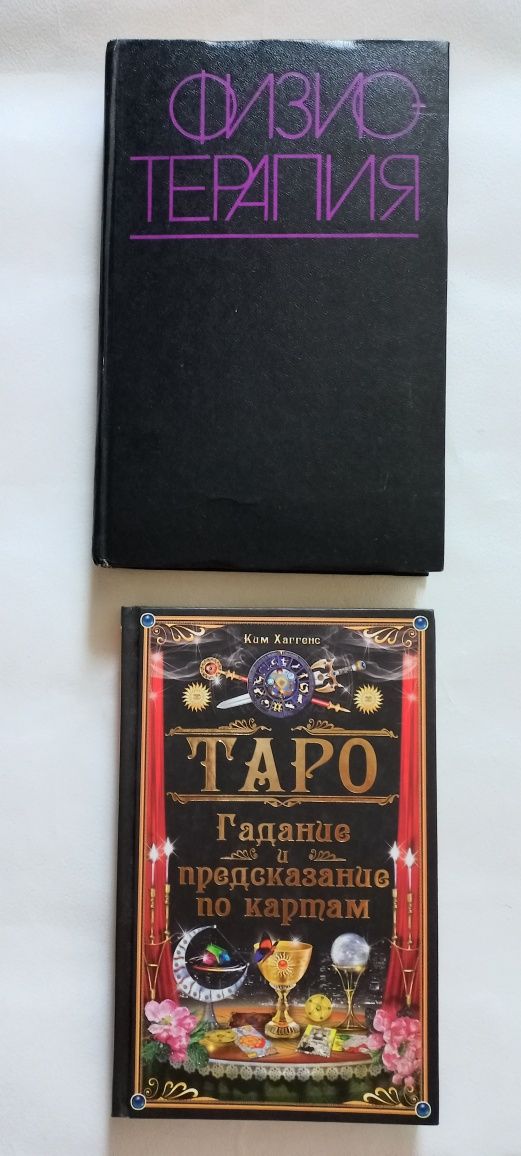 ФИЗИО-
ТЕРАПИЯ
Ким Хаггенс
ТАРО
Гадание
и
предсказание
по картам